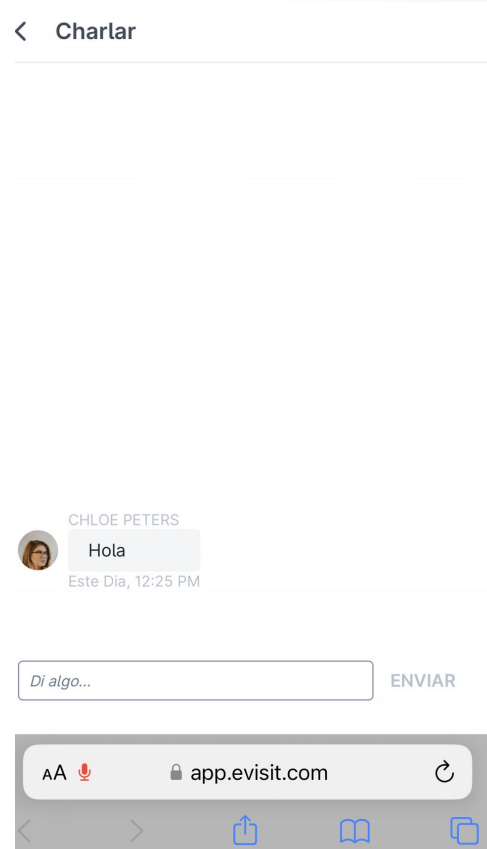 Charlar
CHLOE PETERS
Hola
Este Dia, 12:25 PM
Di algo...
ENVIAR
AA app.evisit.com